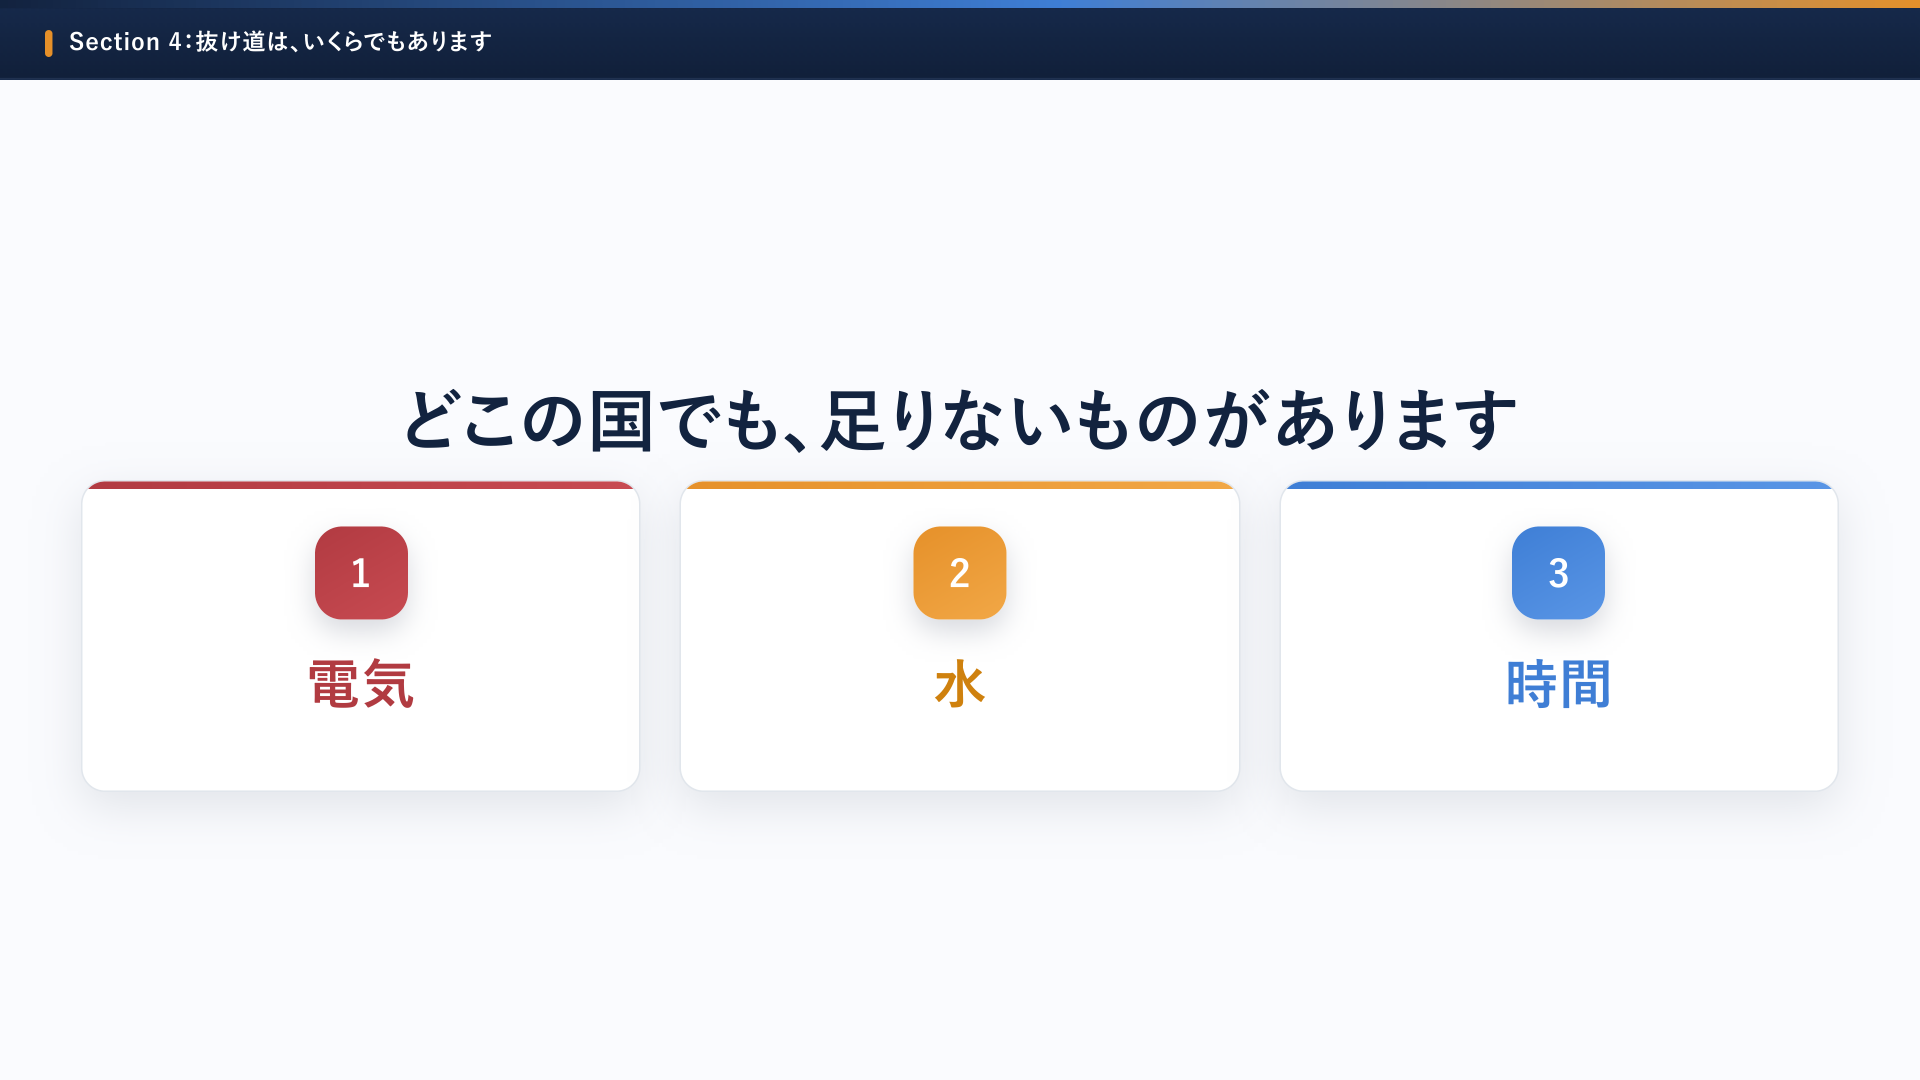 Section 4：抜け道は、いくらでもあります
どこの国でも、足りないものがあります
1
電気
2
水
3
時間